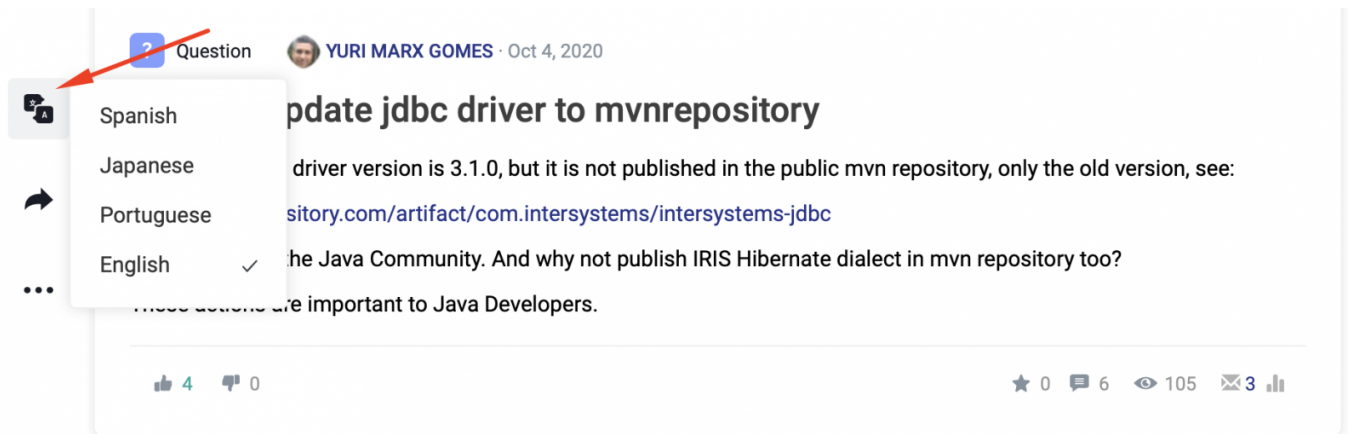 ? Question YURI MARX GOMES · Oct 4, 2020
Spanish
Japanese
Portuguese
English
pdate jdbc driver to mvnrepository
driver version is 3.1.0, but it is not published in the public mvn repository, only the old version, see:
sitory.com/artifact/com.intersystems/intersystems-jdbc
the Java Community. And why not publish IRIS Hibernate dialect in mvn repository too?
are important to Java Developers.
4 0 0 6 105 3